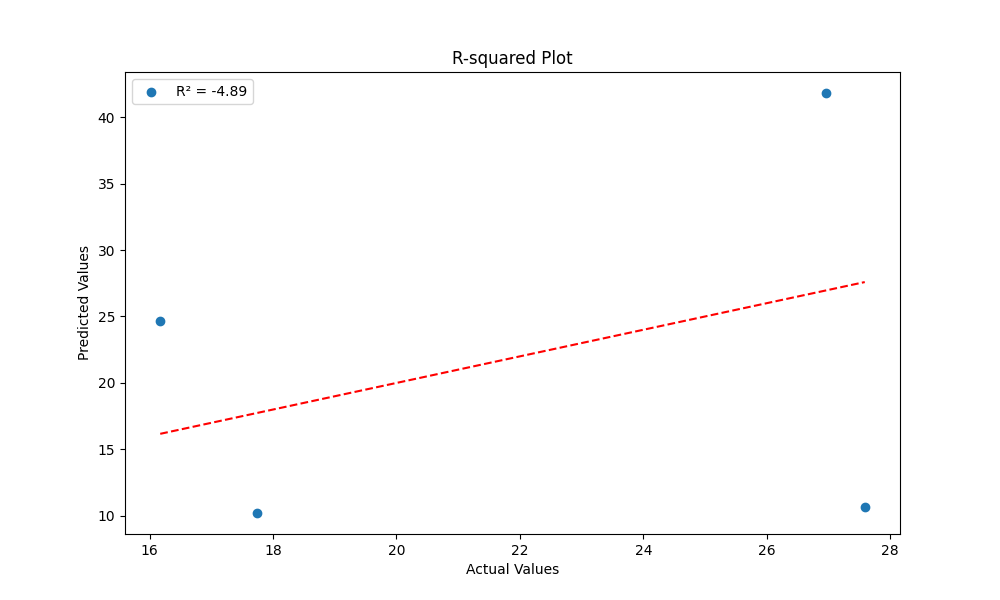 R-squared Plot
R² = -4.89
40
35
30
25
20
15
10
Predicted Values
16 18 20 22 24 26 28
Actual Values